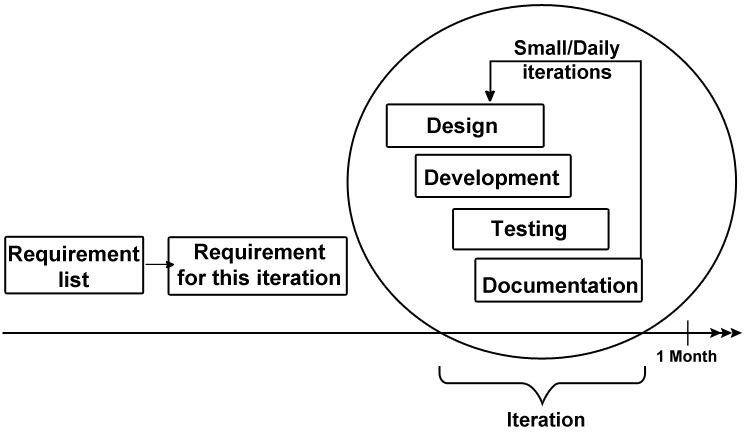 Small/Daily
iterations
Design
Development
Testing
Documentation
Requirement
list
Requirement
for this iteration
1 Month
Iteration